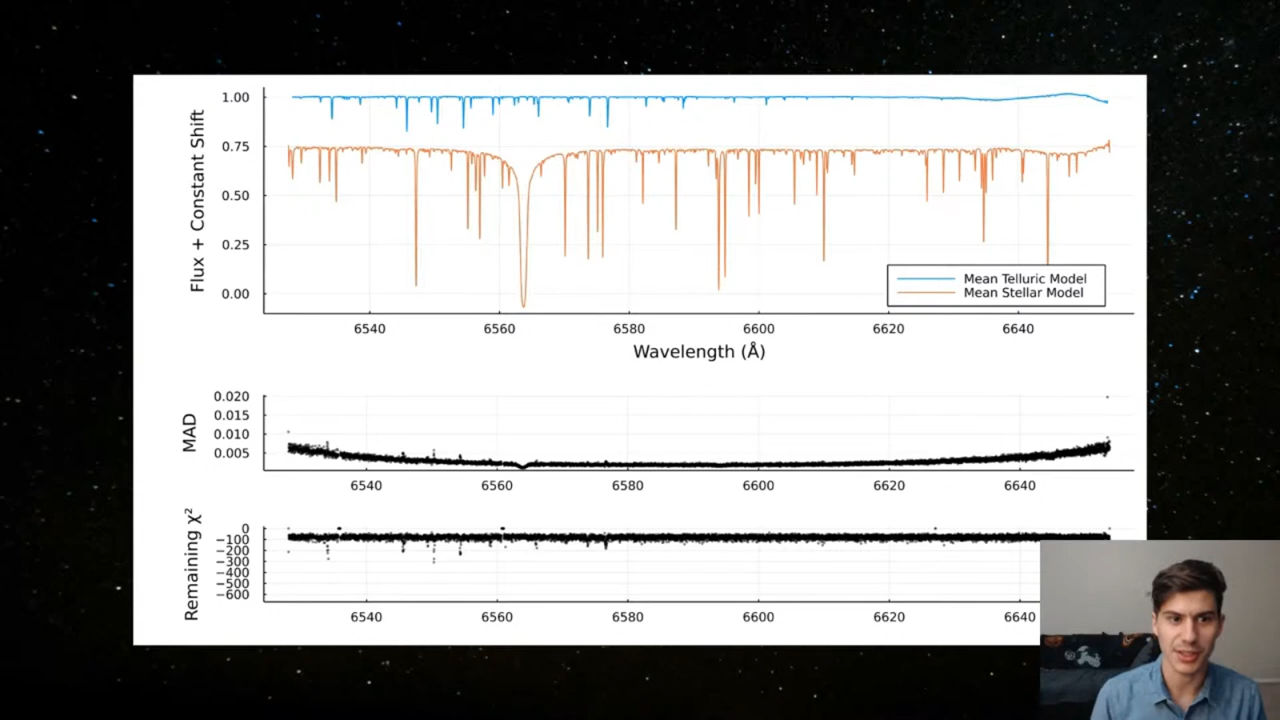 Flux + Constant Shift
1.00
0.75
0.50
0.25
0.00
Mean Telluric Model
Mean Stellar Model
6540 6560 6580 6600 6620 6640
Wavelength (Å)
MAD
0.020
0.015
0.010
0.005
6540 6560 6580 6600 6620 6640
Remaining χ²
0
−100
−200
−300
−400
−500
−600
6540 6560 6580 6600 6620 6640